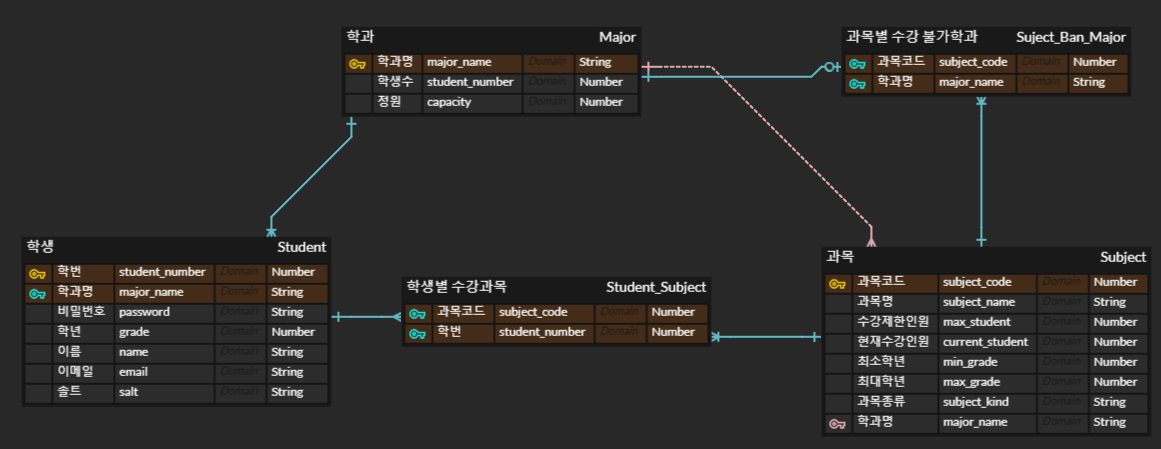 학과 Major
학과명 major_name Domain String
학생수 student_number Domain Number
정원 capacity Domain Number
과목별 수강 불가학과 Suject_Ban_Major
과목코드 subject_code Domain Number
학과명 major_name Domain String
학생 Student
학번 student_number Domain Number
학과명 major_name Domain String
비밀번호 password Domain String
학년 grade Domain Number
이름 name Domain String
이메일 email Domain String
솔트 salt Domain String
학생별 수강과목 Student_Subject
과목코드 subject_code Domain Number
학번 student_number Domain Number
과목 Subject
과목코드 subject_code Domain Number
과목명 subject_name Domain String
수강제한인원 max_student Domain Number
현재수강인원 current_student Domain Number
최소학년 min_grade Domain Number
최대학년 max_grade Domain Number
과목종류 subject_kind Domain String
학과명 major_name Domain String